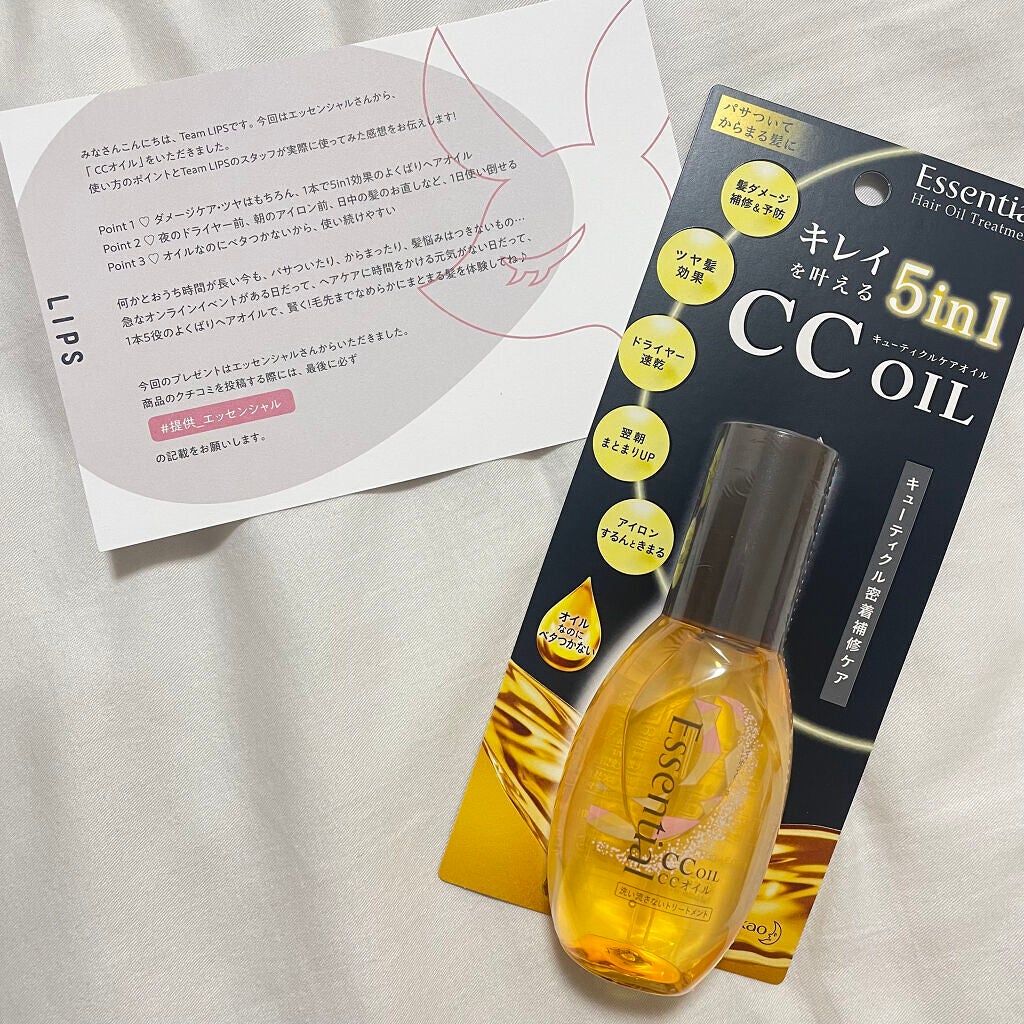 みなさんこんにちは、Team LIPSです。今回はエッセンシャルさんから、
「CCオイル」をいただきました。
使い方のポイントとTeam LIPSのスタッフが実際に使ってみた感想をお伝えします!
Point 1 ♡ ダメージケア・ツヤはもちろん、1本で5in1効果のよくばりヘアオイル
Point 2 ♡ 夜のドライヤー前、朝のアイロン前、日中の髪のお直しなど、1日使い倒せる
Point 3 ♡ オイルなのにベタつかないから、使い続けやすい
何かとおうち時間が長い今も、パサついたり、からまったり、髪悩みはつきないもの…
急なオンラインイベントがある日だって、ヘアケアに時間をかける元気がない日だって、
1本5役のよくばりヘアオイルで、賢く!毛先までなめらかにまとまる髪を体験してね♪
今回のプレゼントはエッセンシャルさんからいただきました。
商品のクチコミを投稿する際には、最後に必ず
#提供_エッセンシャル
の記載をお願いします。
LIPS
パサついて
からまる髪に
Essentia
Hair Oil Treatme
髪ダメージ
補修&予防
ツヤ髪
効果
ドライヤー
速乾
翌朝
まとまりUP
アイロン
するんときまる
キレイ
を叶える
5in1
CC OIL
キューティクルケアオイル
キューティクル密着補修ケア
オイル
なのに
ベタつかない
Essential
CC OIL
CCオイル
洗い流さないトリートメント
kao